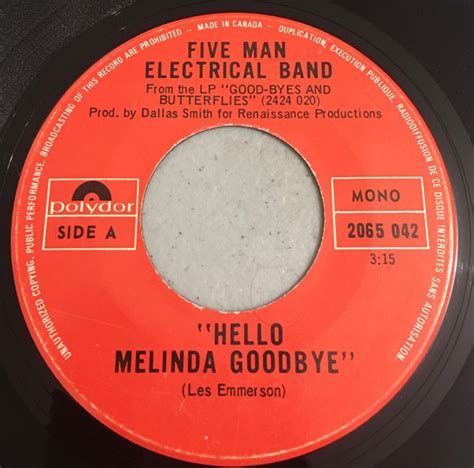 UNAUTHORIZED COPYING, PUBLIC PERFORMANCE, BROADCASTING OF THIS RECORD ARE PROHIBITED - MADE IN CANADA - DUPLICATION, EXECUTION PUBLIQUE, RADIODIFFUSION DE CE DISQUE INTERDITES SANS AUTORISATION.
FIVE MAN
ELECTRICAL BAND
From the LP "GOOD-BYES AND
BUTTERFLIES" (2424 020)
Prod. by Dallas Smith for Renaissance Productions
polydor
SIDE A
MONO
2065 042
3:15
"HELLO
MELINDA GOODBYE"
(Les Emmerson)